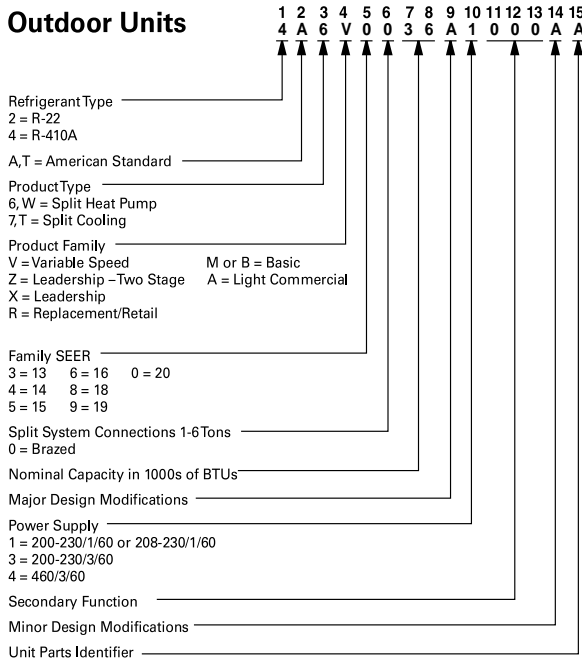 Outdoor Units
1 2 3 4 5 6 7 8 9 10 11 12 13 14 15
4 A 6 V 0 0 3 6 A 1 0 0 0 A A
Refrigerant Type
2 = R-22
4 = R-410A
A,T = American Standard
Product Type
6, W = Split Heat Pump
7,T = Split Cooling
Product Family
V = Variable Speed M or B = Basic
Z = Leadership –Two Stage A = Light Commercial
X = Leadership
R = Replacement/Retail
Family SEER
3 = 13 6 = 16 0 = 20
4 = 14 8 = 18
5 = 15 9 = 19
Split System Connections 1-6 Tons
0 = Brazed
Nominal Capacity in 1000s of BTUs
Major Design Modifications
Power Supply
1 = 200-230/1/60 or 208-230/1/60
3 = 200-230/3/60
4 = 460/3/60
Secondary Function
Minor Design Modifications
Unit Parts Identifier